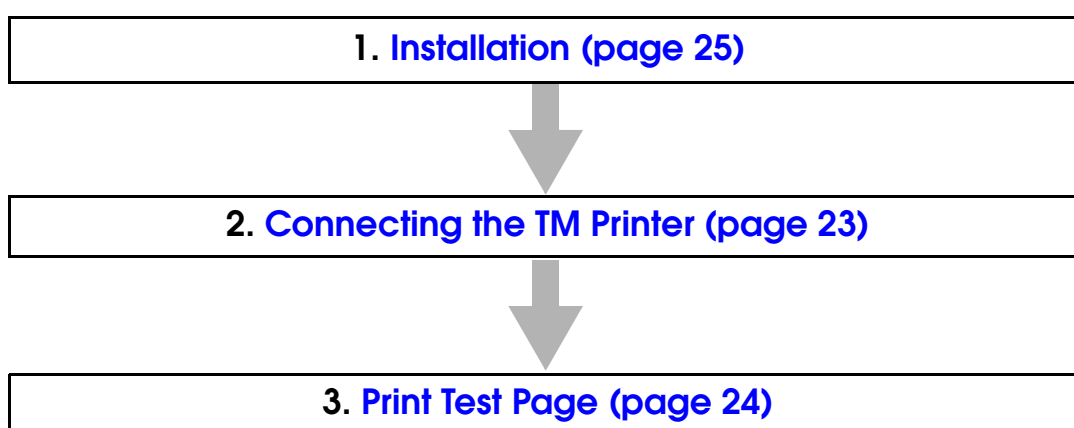 1. Installation (page 25)
2. Connecting the TM Printer (page 23)
3. Print Test Page (page 24)